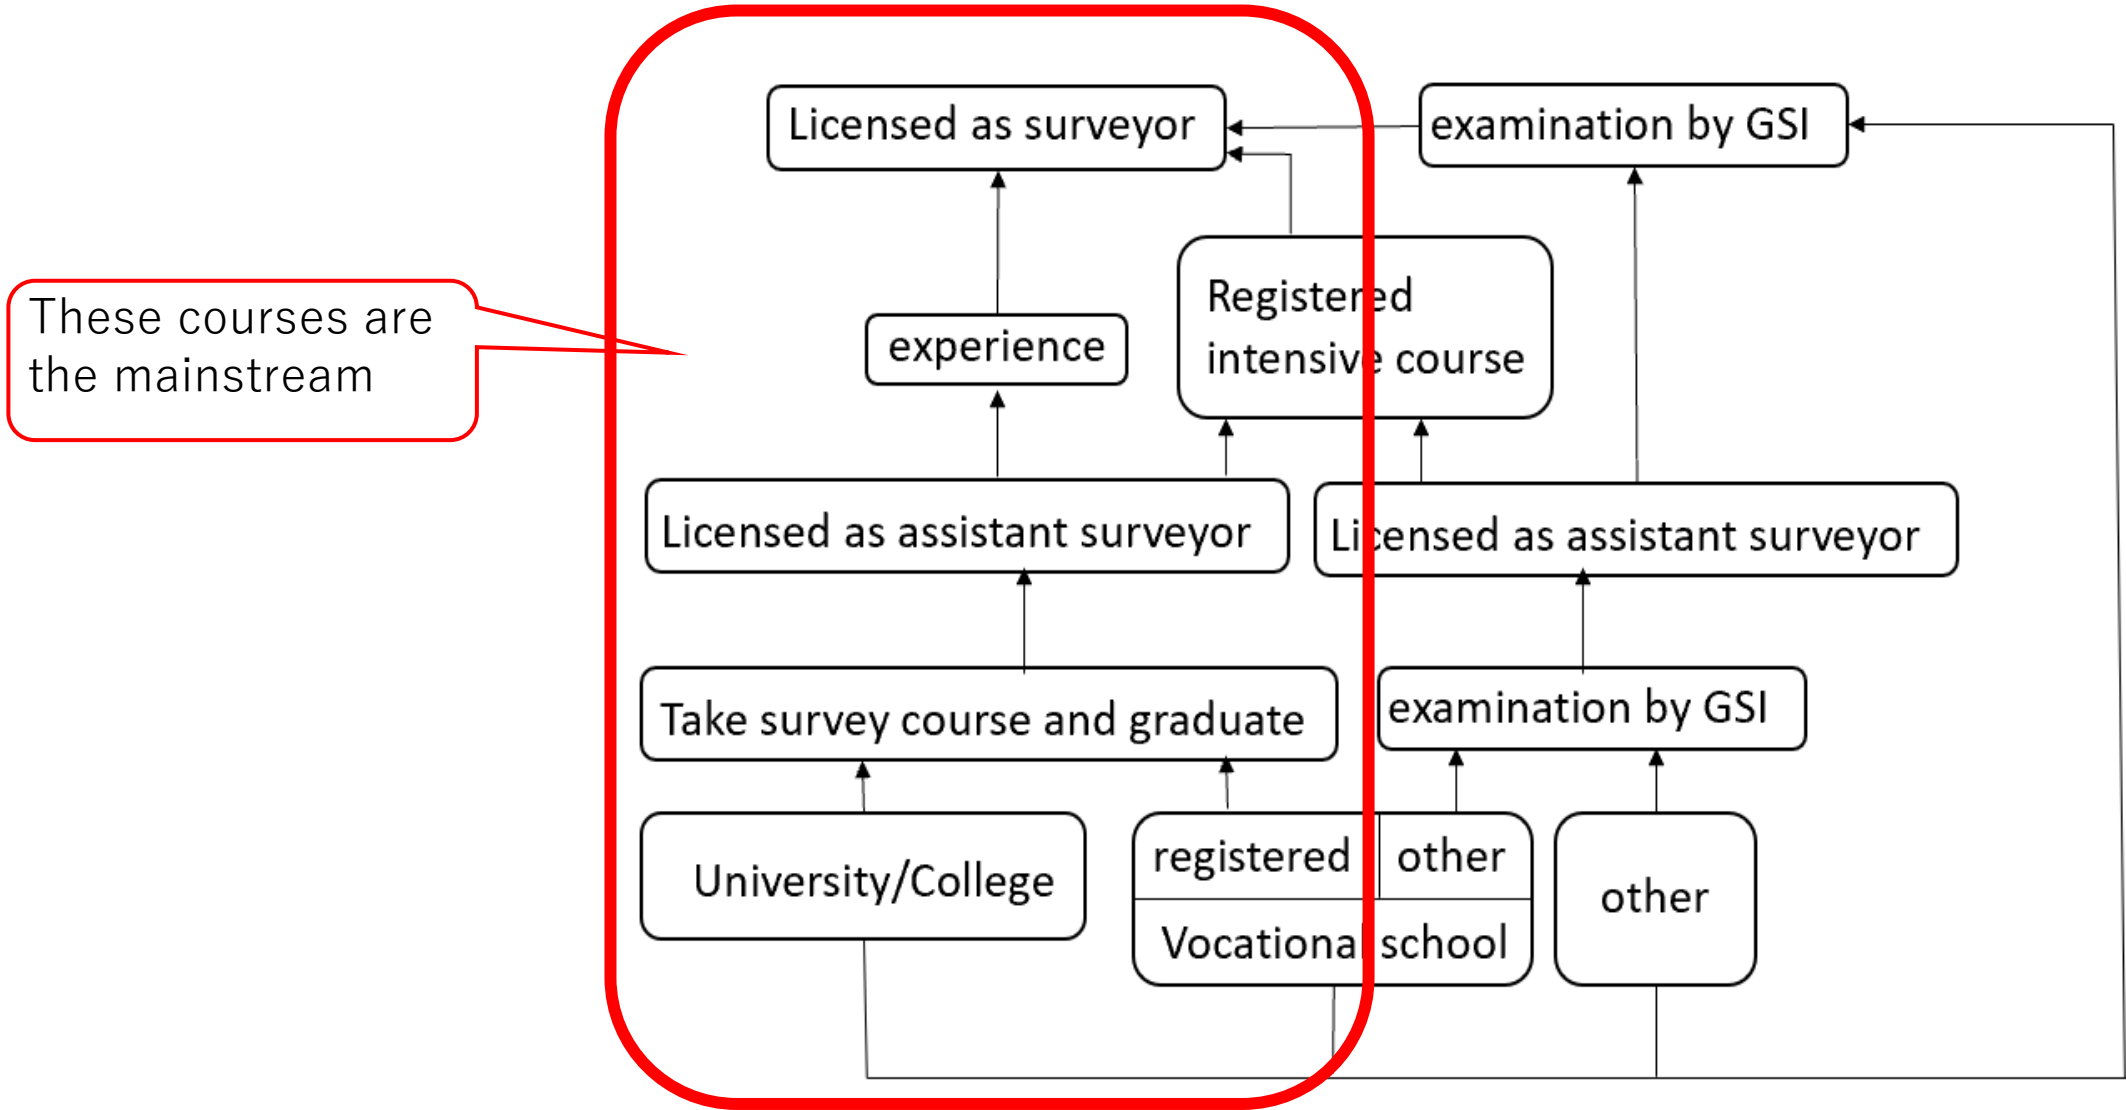 Licensed as surveyor
examination by GSI
These courses are
the mainstream
experience
Registered
intensive course
Licensed as assistant surveyor
Licensed as assistant surveyor
Take survey course and graduate
examination by GSI
University/College
registered
other
Vocational school
other